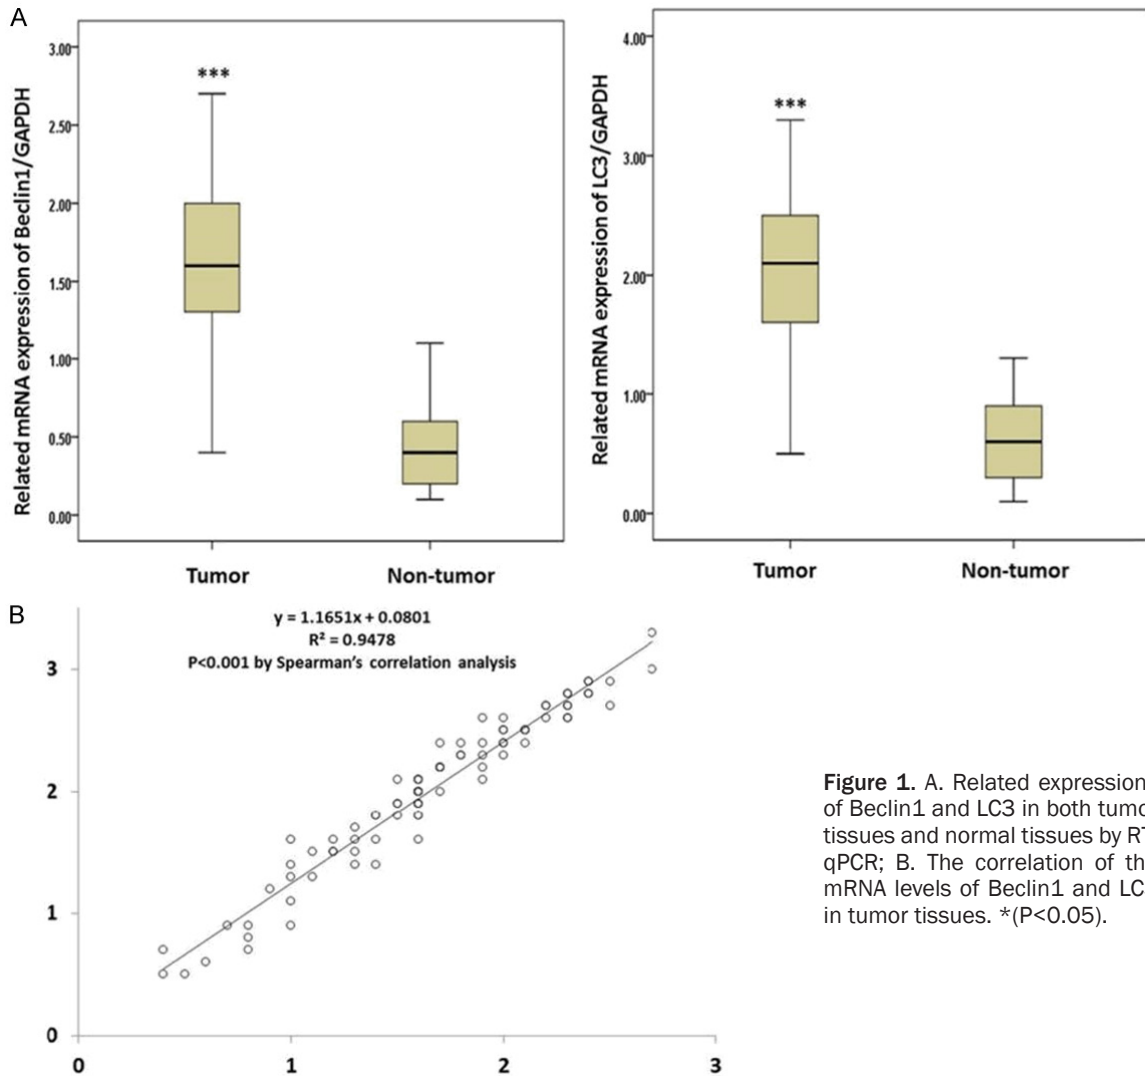 A
Related mRNA expression of Beclin1/GAPDH
3.00
2.50
2.00
1.50
1.00
0.50
0.00
***
Tumor
Non-tumor
Related mRNA expression of LC3/GAPDH
4.00
3.00
2.00
1.00
0.00
***
Tumor
Non-tumor
B
y = 1.1651x + 0.0801
R² = 0.9478
P<0.001 by Spearman's correlation analysis
3
2
1
0
0
1
2
3
Figure 1. A. Related expression
of Beclin1 and LC3 in both tumo
tissues and normal tissues by RT
qPCR; B. The correlation of th
mRNA levels of Beclin1 and LC
in tumor tissues. *(P<0.05).